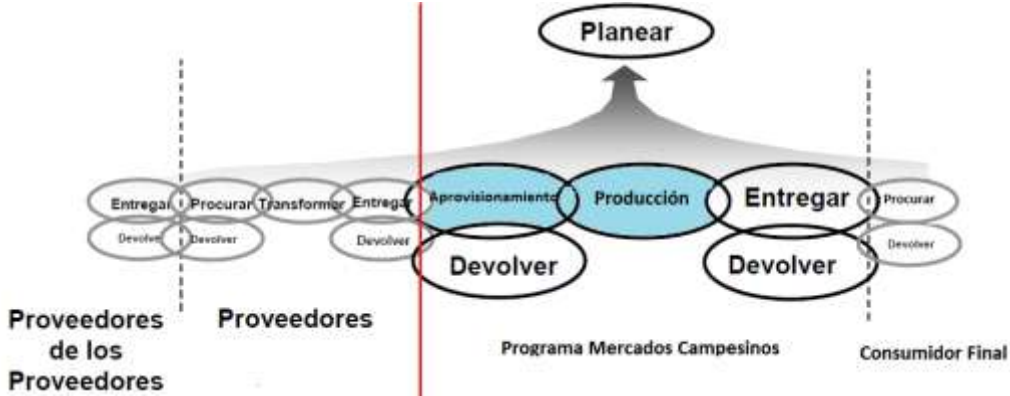 Planear
Entregar Procurar Transformar Entregar Aprovisionamiento Producción Entregar Procurar
Devolver Devolver Devolver Devolver Devolver Devolver
Proveedores de los Proveedores
Proveedores
Programa Mercados Campesinos
Consumidor Final